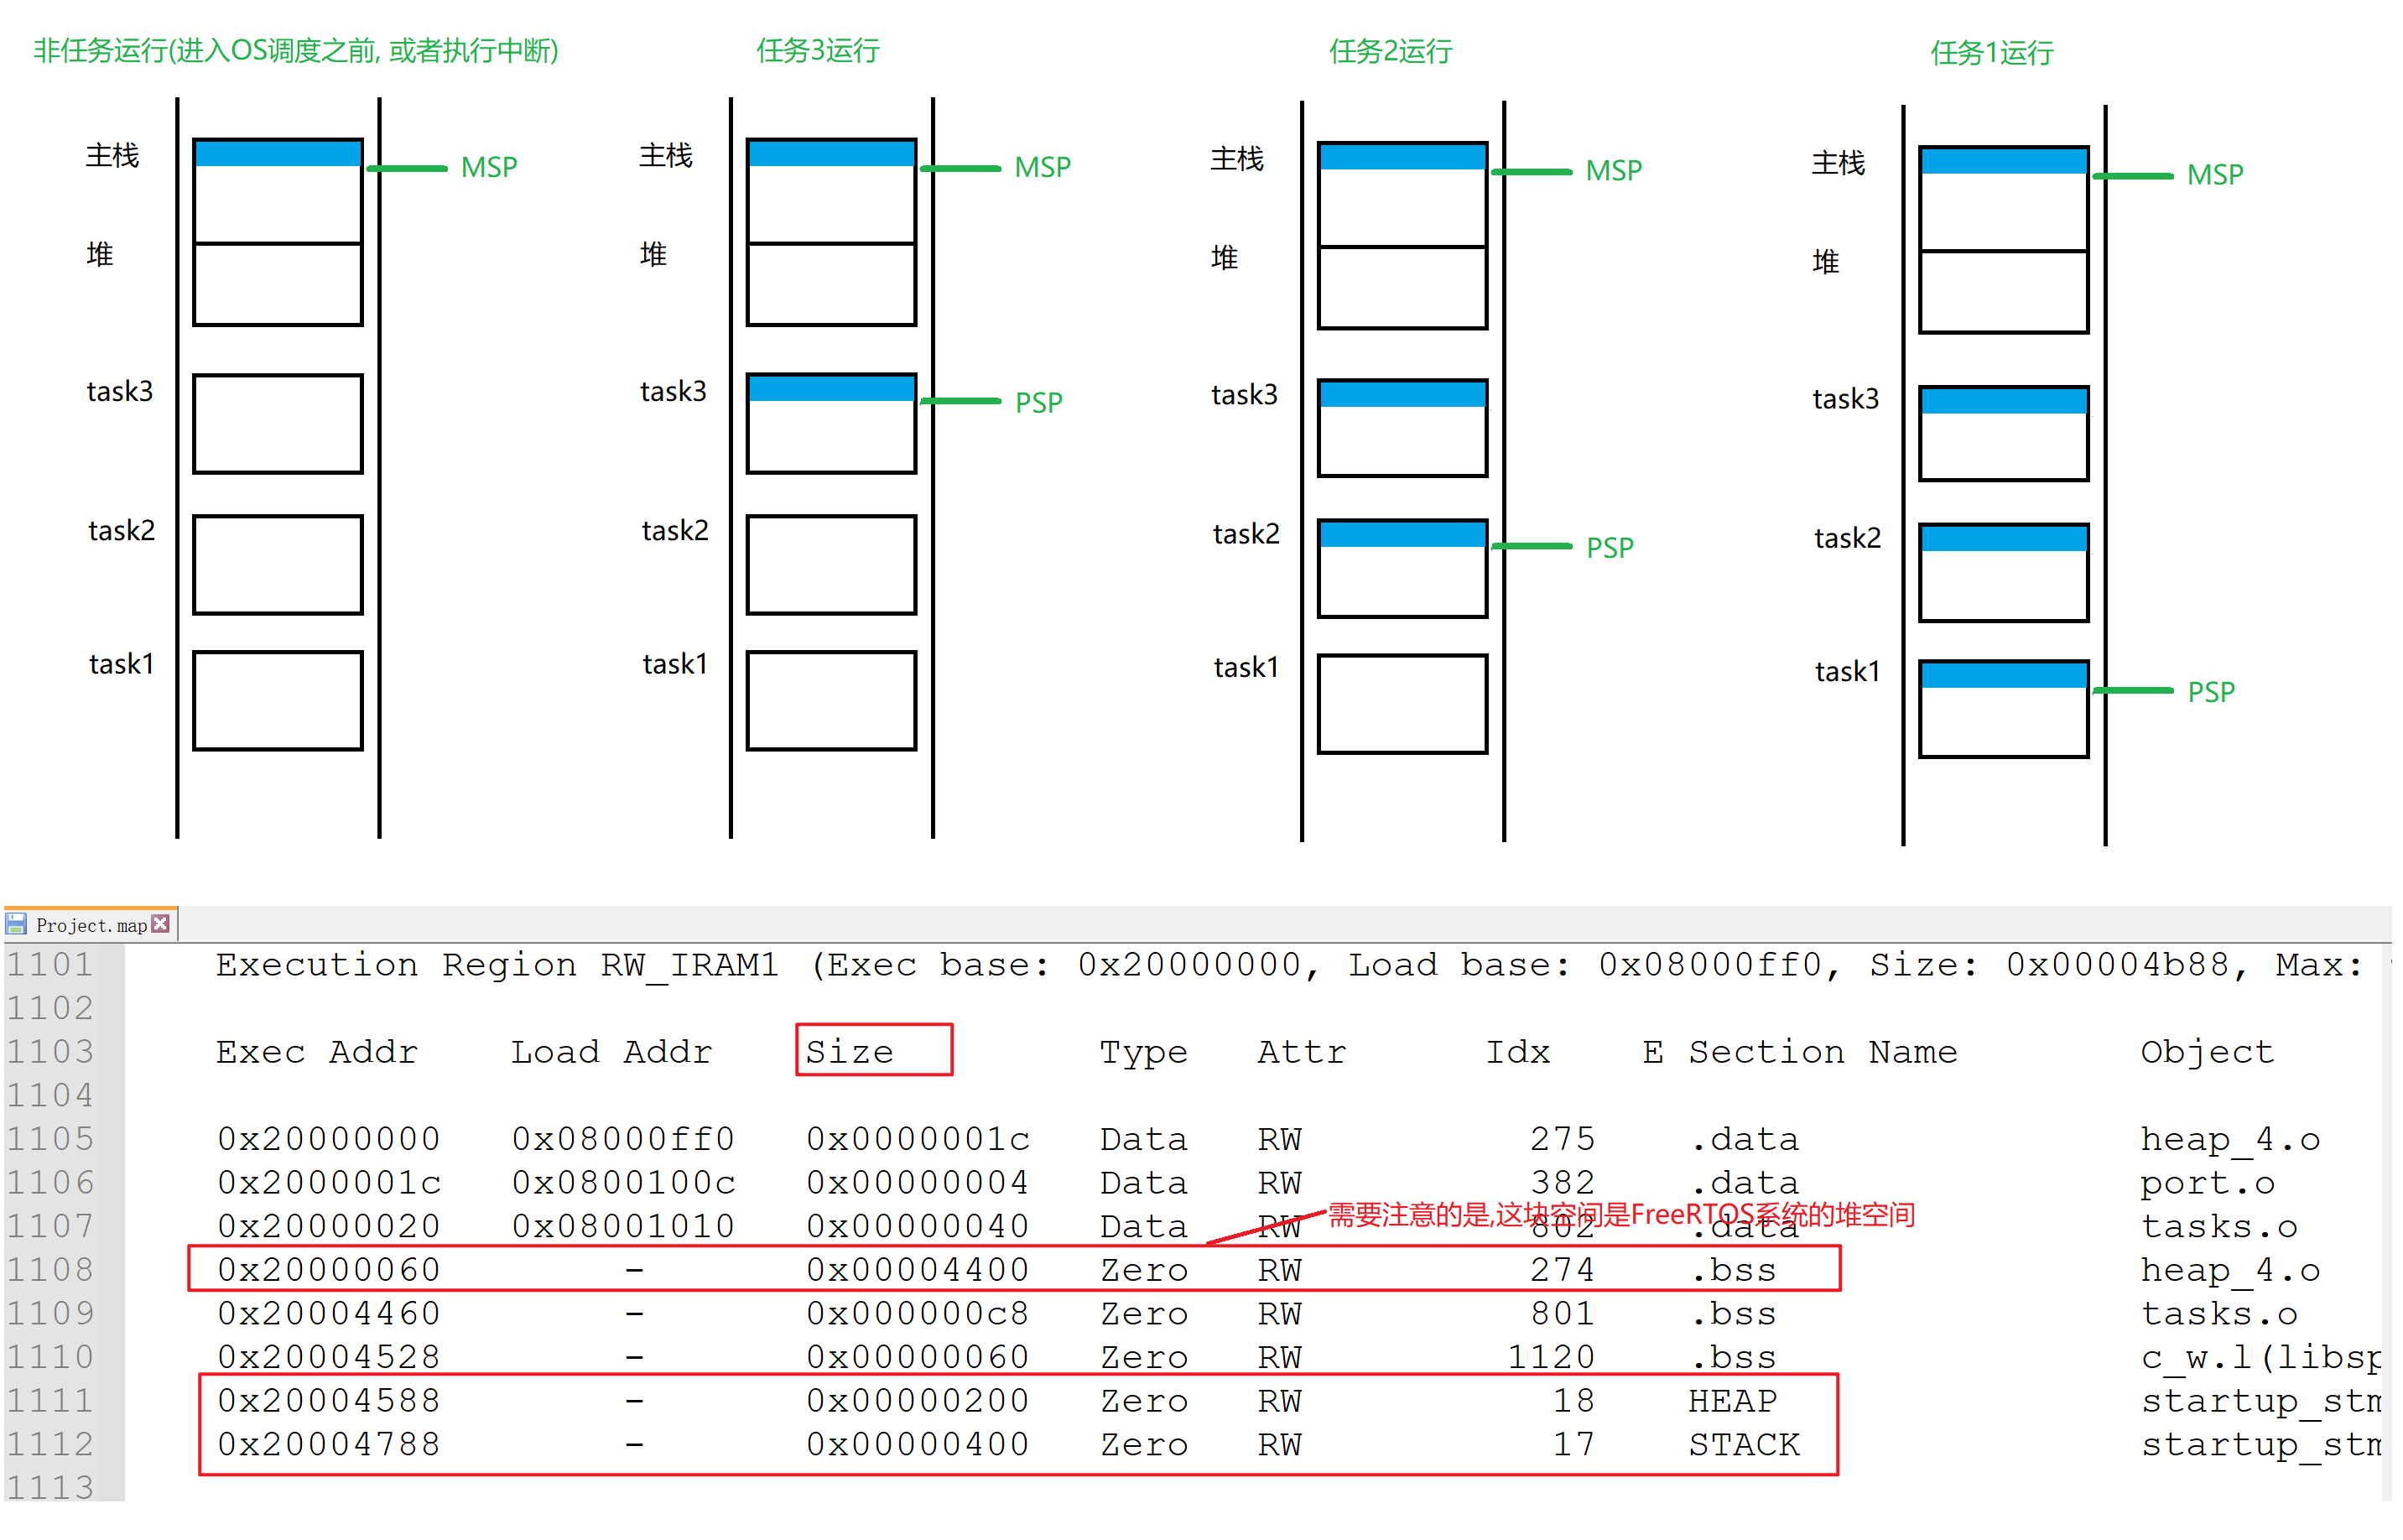 非任务运行(进入OS调度之前, 或者执行中断)
主栈
MSP
堆
task3
task2
task1
任务3运行
主栈
MSP
堆
task3
PSP
task2
task1
任务2运行
主栈
MSP
堆
task3
task2
PSP
task1
任务1运行
主栈
MSP
堆
task3
task2
task1
PSP
Project.map
1101 Execution Region RW_IRAM1 (Exec base: 0x20000000, Load base: 0x08000ff0, Size: 0x00004b88, Max:
1102
1103 Exec Addr Load Addr Size Type Attr Idx E Section Name Object
1104
1105 0x20000000 0x08000ff0 0x0000001c Data RW 275 .data heap_4.o
1106 0x2000001c 0x0800100c 0x00000004 Data RW 382 .data port.o
需要注意的是,这块空间是FreeRTOS系统的堆空间
1107 0x20000020 0x08001010 0x00000040 Data RW 802 .data tasks.o
1108 0x20000060 - 0x00004400 Zero RW 274 .bss heap_4.o
1109 0x20004460 - 0x000000c8 Zero RW 801 .bss tasks.o
1110 0x20004528 - 0x00000060 Zero RW 1120 .bss c_w.l(libsp
1111 0x20004588 - 0x00000200 Zero RW 18 HEAP startup_stm
1112 0x20004788 - 0x00000400 Zero RW 17 STACK startup_stm
1113